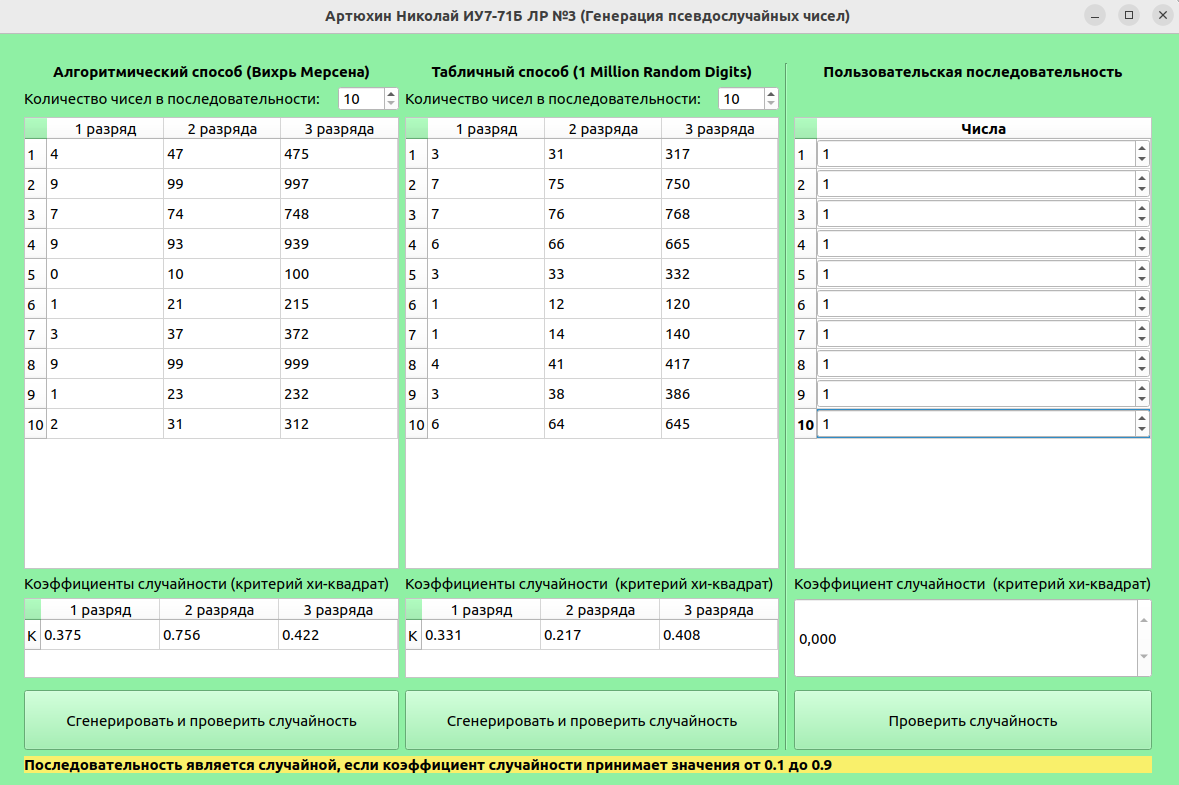 Артюхин Николай ИУ7-71Б ЛР №3 (Генерация псевдослучайных чисел)
Алгоритмический способ (Вихрь Мерсена)
Количество чисел в последовательности: 10
1 разряд 2 разряда 3 разряда
1 4 47 475
2 9 99 997
3 7 74 748
4 9 93 939
5 0 10 100
6 1 21 215
7 3 37 372
8 9 99 999
9 1 23 232
10 2 31 312
Коэффициенты случайности (критерий хи-квадрат)
1 разряд 2 разряда 3 разряда
K 0.375 0.756 0.422
Сгенерировать и проверить случайность
Табличный способ (1 Million Random Digits)
Количество чисел в последовательности: 10
1 разряд 2 разряда 3 разряда
1 3 31 317
2 7 75 750
3 7 76 768
4 6 66 665
5 3 33 332
6 1 12 120
7 1 14 140
8 4 41 417
9 3 38 386
10 6 64 645
Коэффициенты случайности (критерий хи-квадрат)
1 разряд 2 разряда 3 разряда
K 0.331 0.217 0.408
Сгенерировать и проверить случайность
Пользовательская последовательность
Числа
1 1
2 1
3 1
4 1
5 1
6 1
7 1
8 1
9 1
10 1
Коэффициент случайности (критерий хи-квадрат)
0,000
Проверить случайность
Последовательность является случайной, если коэффициент случайности принимает значения от 0.1 до 0.9